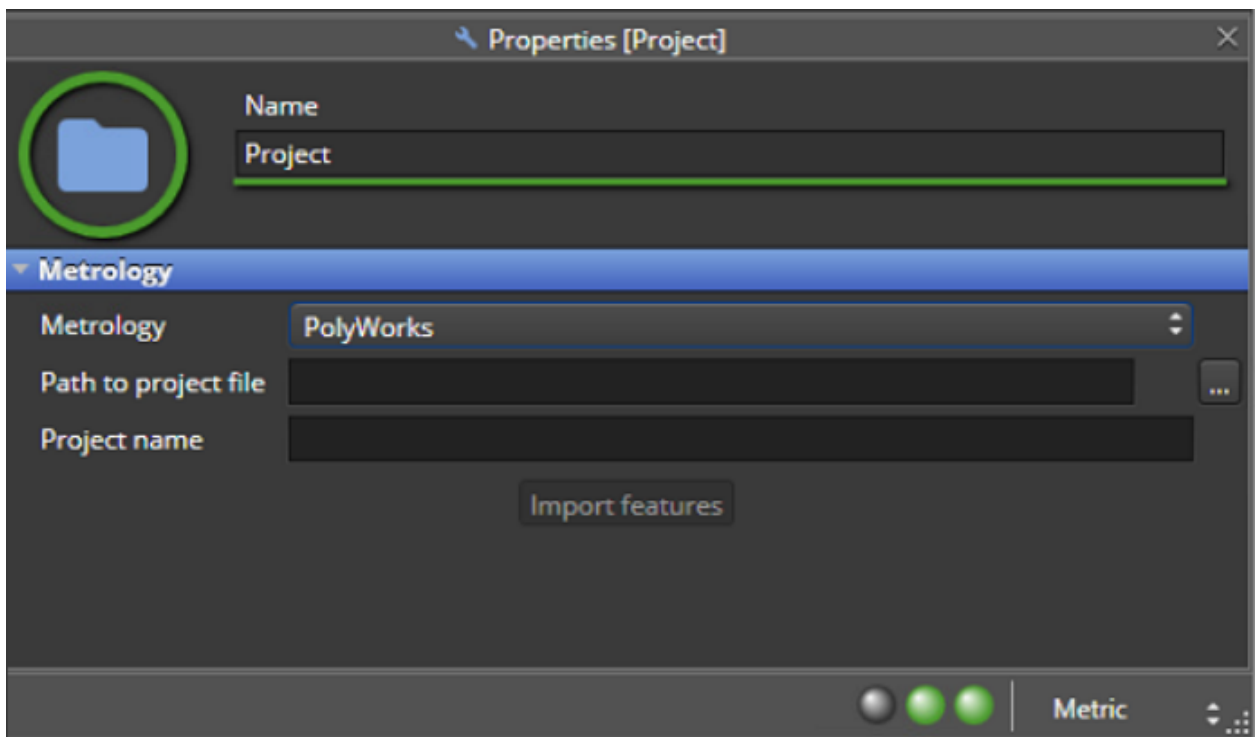 Properties [Project]
Name
Project
Metrology
Metrology PolyWorks
Path to project file ...
Project name
Import features
Metric